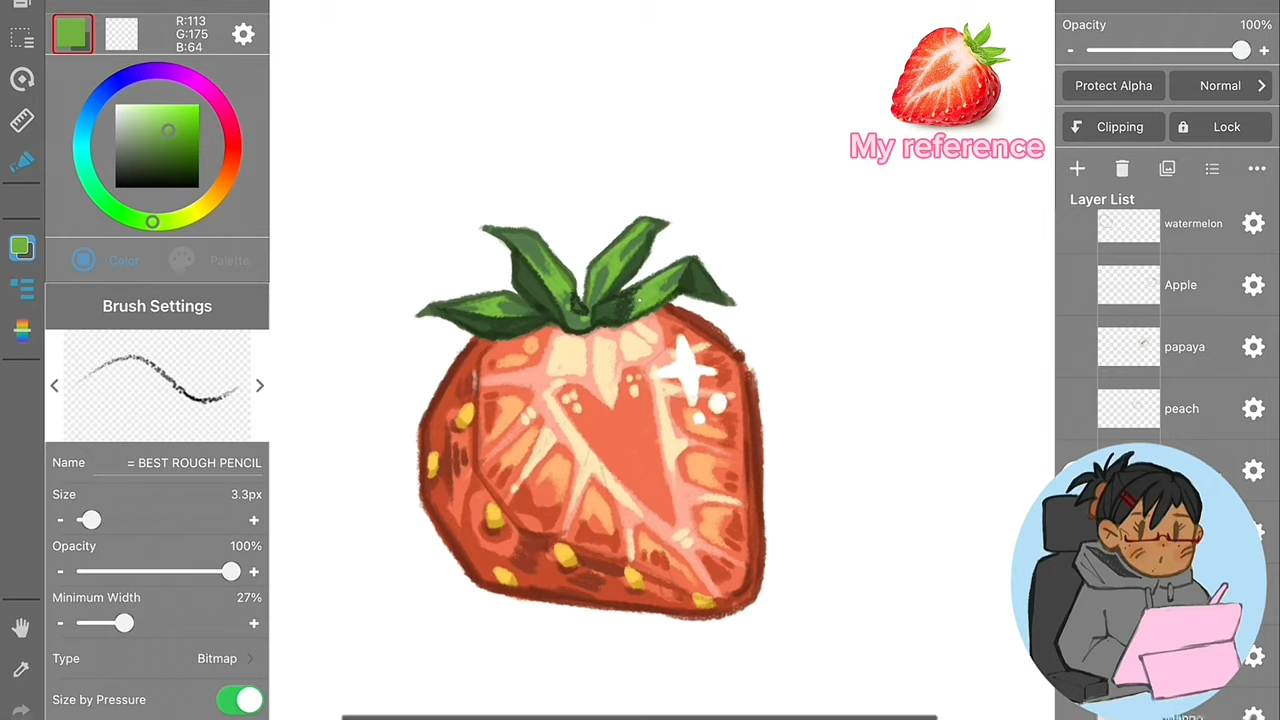 R:113
G:175
B:64
Color
Palette
Brush Settings
Name
= BEST ROUGH PENCIL
Size
3.3px
-
+
Opacity
100%
-
+
Minimum Width
27%
-
+
Type
Bitmap
Size by Pressure
My reference
Opacity
100%
-
+
Protect Alpha
Normal
Clipping
Lock
Layer List
watermelon
Apple
papaya
peach